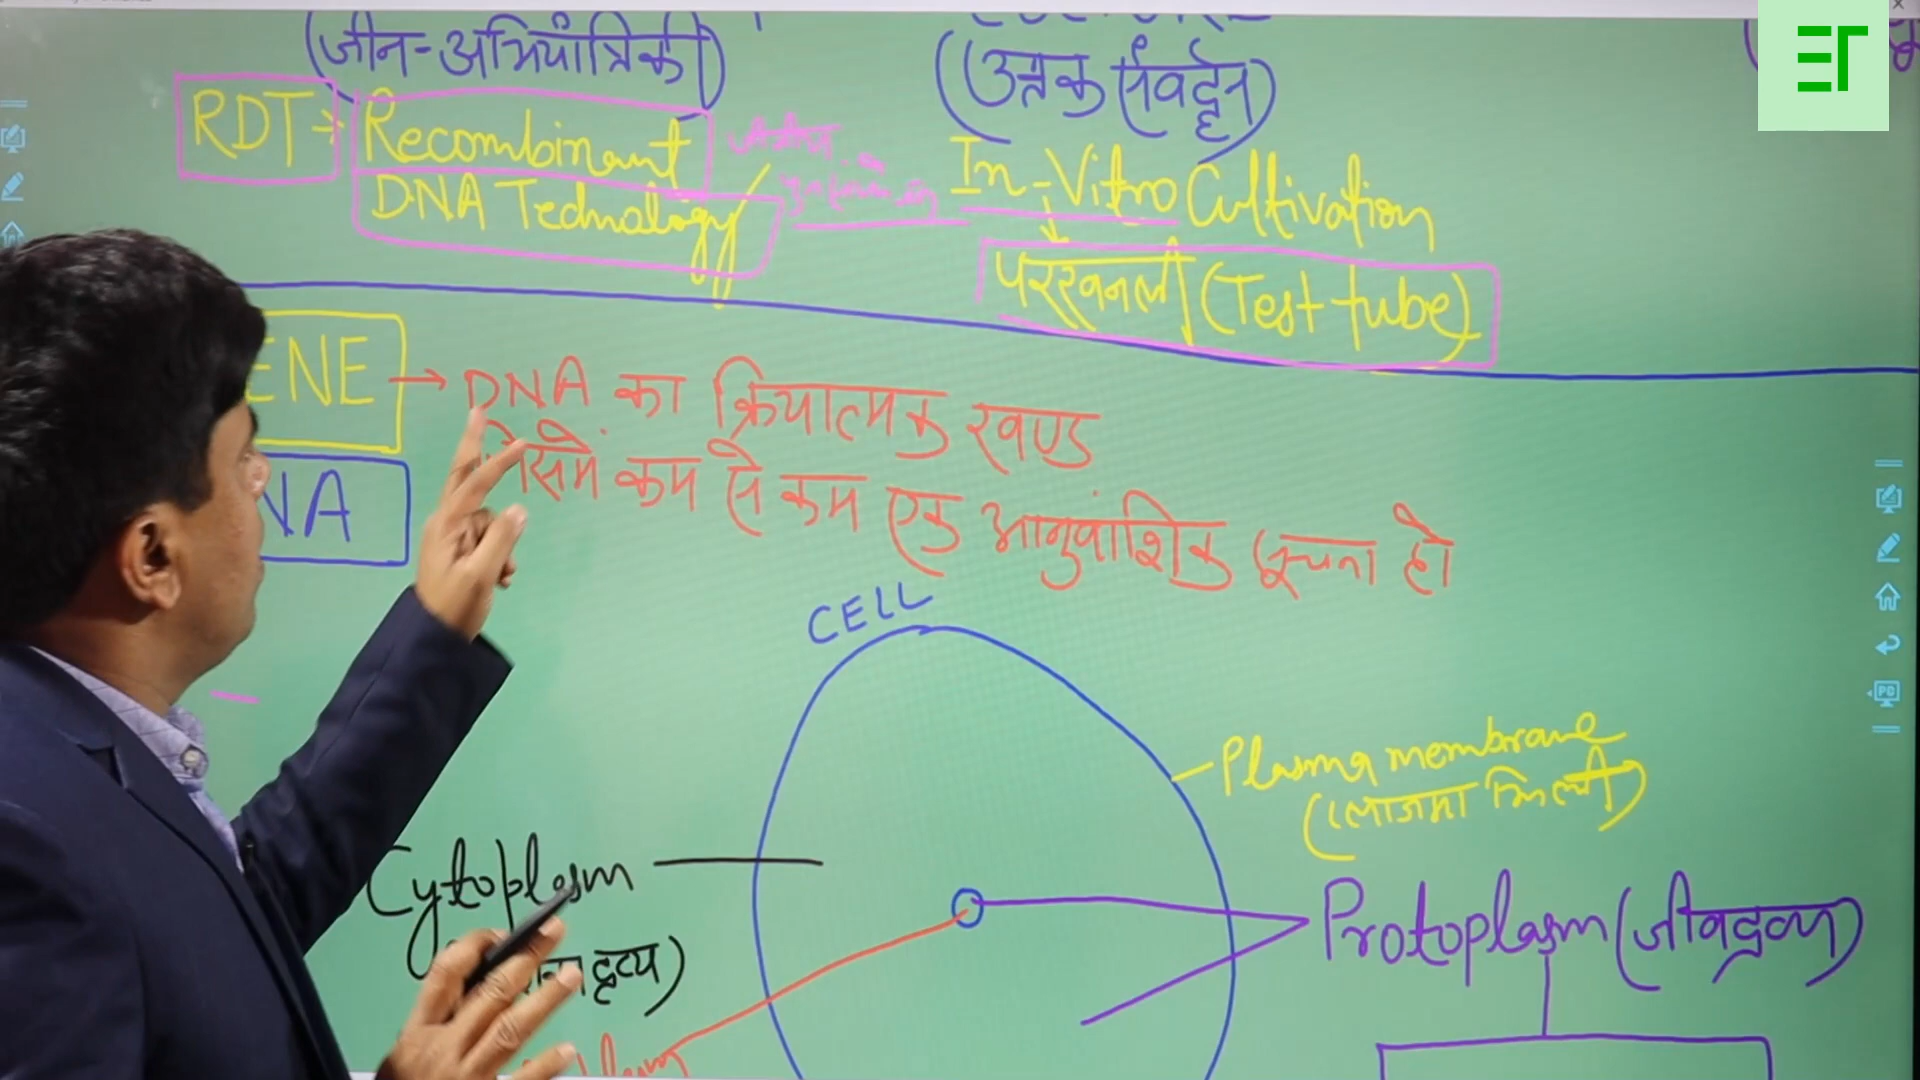 (जीन-अभियांत्रिकी)
(उत्तक संवर्द्धन)
RDT → Recombinant
DNA Technology
In-Vitro Cultivation
परखनली (Test tube)
ENE → DNA का क्रियात्मक खण्ड
कम से कम एक आनुवांशिक सूचना हो
NA
CELL
Plasma membrane
(प्लाज्मा झिल्ली)
Cytoplasm
Protoplasm (जीवद्रव्य)
ET